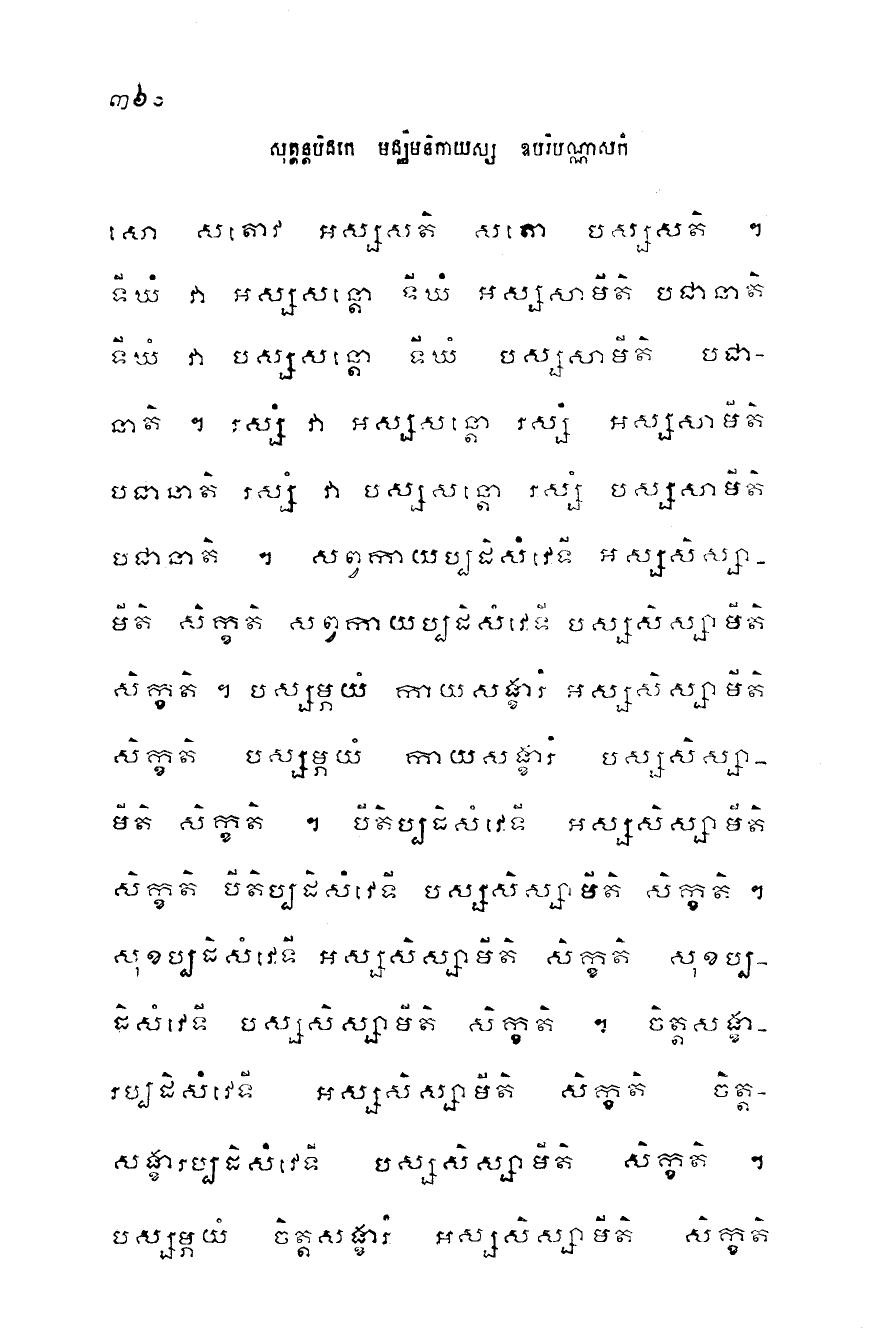 ៣៦០
សុត្តន្តបិដកេ មជ្ឈិមនិកាយស្ស ឧបរិបណ្ណាសកំ
សោ សតោវ អស្សសតិ សតោ បស្សសតិ ។
ទីឃំ វា អស្សសន្តោ ទីឃំ អស្សសាមីតិ បជានាតិ
ទីឃំ វា បស្សសន្តោ ទីឃំ បស្សសាមីតិ បជា-
នាតិ ។ រស្សំ វា អស្សសន្តោ រស្សំ អស្សសាមីតិ
បជានាតិ រស្សំ វា បស្សសន្តោ រស្សំ បស្សសាមីតិ
បជានាតិ ។ សព្វកាយប្បដិសំវេទី អស្សសិស្សា-
មីតិ សិក្ខតិ សព្វកាយប្បដិសំវេទី បស្សសិស្សាមីតិ
សិក្ខតិ ។ បស្សម្ភយំ កាយសង្ខារំ អស្សសិស្សាមីតិ
សិក្ខតិ បស្សម្ភយំ កាយសង្ខារំ បស្សសិស្សា-
មីតិ សិក្ខតិ ។ បីតិប្បដិសំវេទី អស្សសិស្សាមីតិ
សិក្ខតិ បីតិប្បដិសំវេទី បស្សសិស្សាមីតិ សិក្ខតិ ។
សុខប្បដិសំវេទី អស្សសិស្សាមីតិ សិក្ខតិ សុខប្ប-
ដិសំវេទី បស្សសិស្សាមីតិ សិក្ខតិ ។ ចិត្តសង្ខា-
រប្បដិសំវេទី អស្សសិស្សាមីតិ សិក្ខតិ ចិត្ត-
សង្ខារប្បដិសំវេទី បស្សសិស្សាមីតិ សិក្ខតិ ។
បស្សម្ភយំ ចិត្តសង្ខារំ អស្សសិស្សាមីតិ សិក្ខតិ